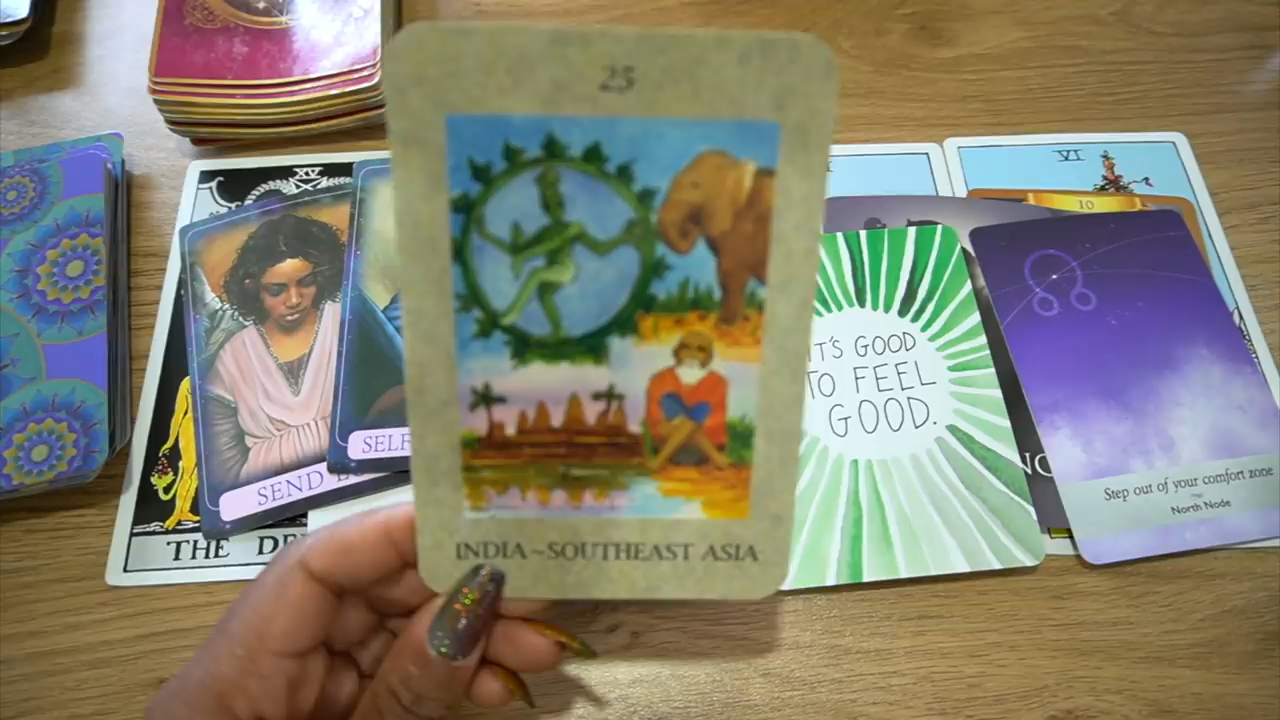 25
INDIA~SOUTHEAST ASIA
XV
SEND
SELF
THE
VI
10
IT'S GOOD
TO FEEL
GOOD.
Step out of your comfort zone
North Node